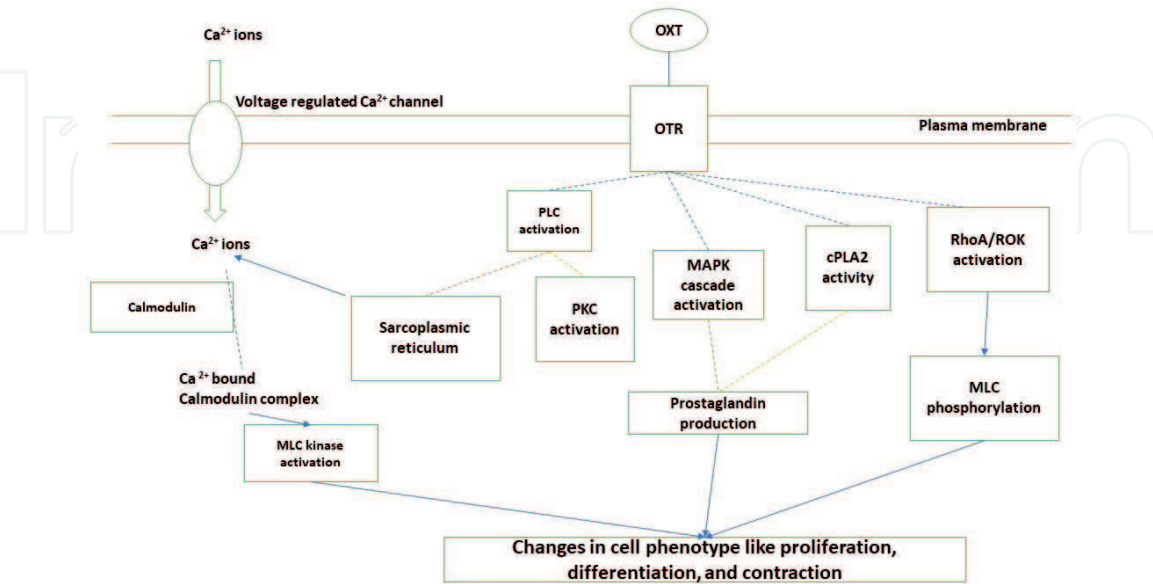 Ca²⁺ ions
OXT
Voltage regulated Ca²⁺ channel
OTR
Plasma membrane
PLC
activation
Ca²⁺ ions
MAPK
cascade
activation
cPLA2
activity
RhoA/ROK
activation
Calmodulin
Sarcoplasmic
reticulum
PKC
activation
Ca ²⁺ bound
Calmodulin complex
MLC kinase
activation
Prostaglandin
production
MLC
phosphorylation
Changes in cell phenotype like proliferation,
differentiation, and contraction